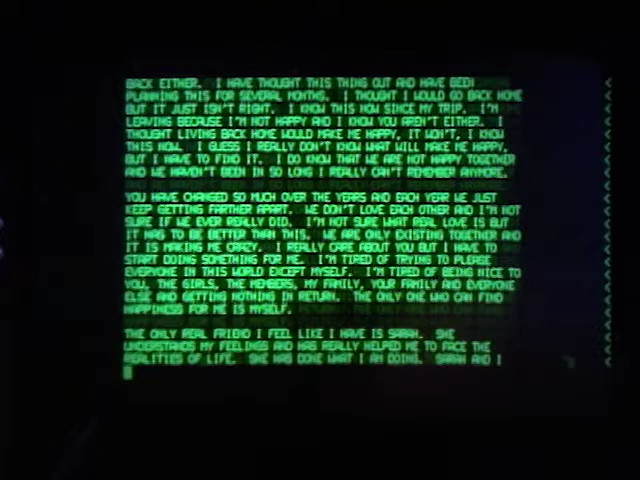 BACK EITHER.  I HAVE THOUGHT THIS THING OUT AND HAVE BEEN
PLANNING THIS FOR SEVERAL MONTHS.  I THOUGHT I WOULD GO BACK HOME
BUT IT JUST ISN'T RIGHT.  I KNOW THIS NOW SINCE MY TRIP.  I'M
LEAVING BECAUSE I'M NOT HAPPY AND I KNOW YOU AREN'T EITHER.  I
THOUGHT LIVING BACK HOME WOULD MAKE ME HAPPY, IT WON'T, I KNOW
THIS NOW.  I GUESS I REALLY DON'T KNOW WHAT WILL MAKE ME HAPPY,
BUT I HAVE TO FIND IT.  I DO KNOW THAT WE ARE NOT HAPPY TOGETHER
AND WE HAVEN'T BEEN IN SO LONG I REALLY CAN'T REMEMBER ANYMORE.
YOU HAVE CHANGED SO MUCH OVER THE YEARS AND EACH YEAR WE JUST
KEEP GETTING FARTHER APART.  WE DON'T LOVE EACH OTHER AND I'M NOT
SURE IF WE EVER REALLY DID.  I'M NOT SURE WHAT REAL LOVE IS BUT
IT HAS TO BE BETTER THAN THIS.  WE ARE ONLY EXISTING TOGETHER AND
IT IS MAKING ME CRAZY.  I REALLY CARE ABOUT YOU BUT I HAVE TO
START DOING SOMETHING FOR ME.  I'M TIRED OF TRYING TO PLEASE
EVERYONE IN THIS WORLD EXCEPT MYSELF.  I'M TIRED OF BEING NICE TO
YOU, THE GIRLS, THE MEMBERS, MY FAMILY, YOUR FAMILY AND EVERYONE
ELSE AND GETTING NOTHING IN RETURN.  THE ONLY ONE WHO CAN FIND
HAPPINESS FOR ME IS MYSELF.
THE ONLY REAL FRIEND I FEEL LIKE I HAVE IS SARAH.  SHE
UNDERSTANDS MY FEELINGS AND HAS REALLY HELPED ME TO FACE THE
REALITIES OF LIFE.  SHE HAS DONE WHAT I AM DOING.  SARAH AND I